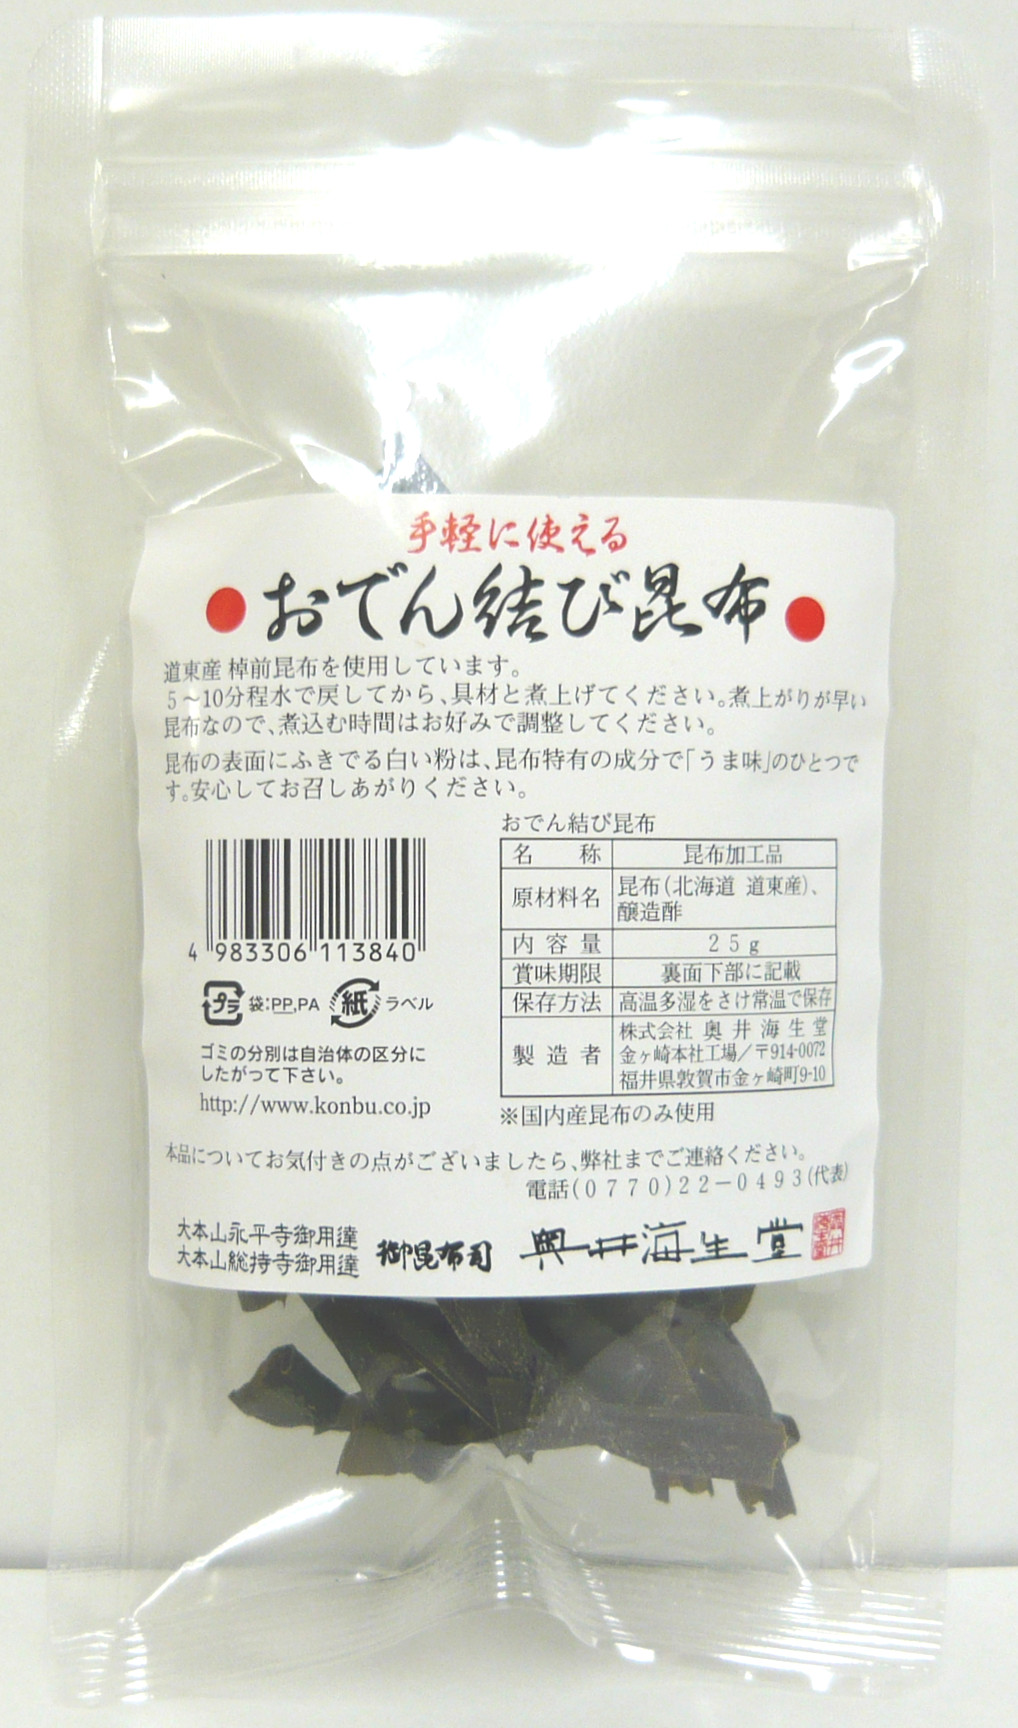 手軽に使える
おでん結び昆布
道東産 棹前昆布を使用しています。
5～10分程水で戻してから、具材と煮上げてください。煮上がりが早い
昆布なので、煮込む時間はお好みで調整してください。
昆布の表面にふきでる白い粉は、昆布特有の成分で「うま味」のひとつで
す。安心してお召しあがりください。
おでん結び昆布
名称 昆布加工品
原材料名 昆布(北海道 道東産)、
醸造酢
内容量 25g
賞味期限 裏面下部に記載
保存方法 高温多湿をさけ常温で保存
製造者 株式会社 奥井海生堂
金ヶ崎本社工場／〒914-0072
福井県敦賀市金ヶ崎町9-10
※国内産昆布のみ使用
4 983306 113840
プラ 袋:PP,PA 紙 ラベル
ゴミの分別は自治体の区分に
したがって下さい。
http://www.konbu.co.jp
本品についてお気付きの点がございましたら、弊社までご連絡ください。
電話(0770)22－0493(代表)
大本山永平寺御用達
大本山総持寺御用達
御昆布司 奥井海生堂